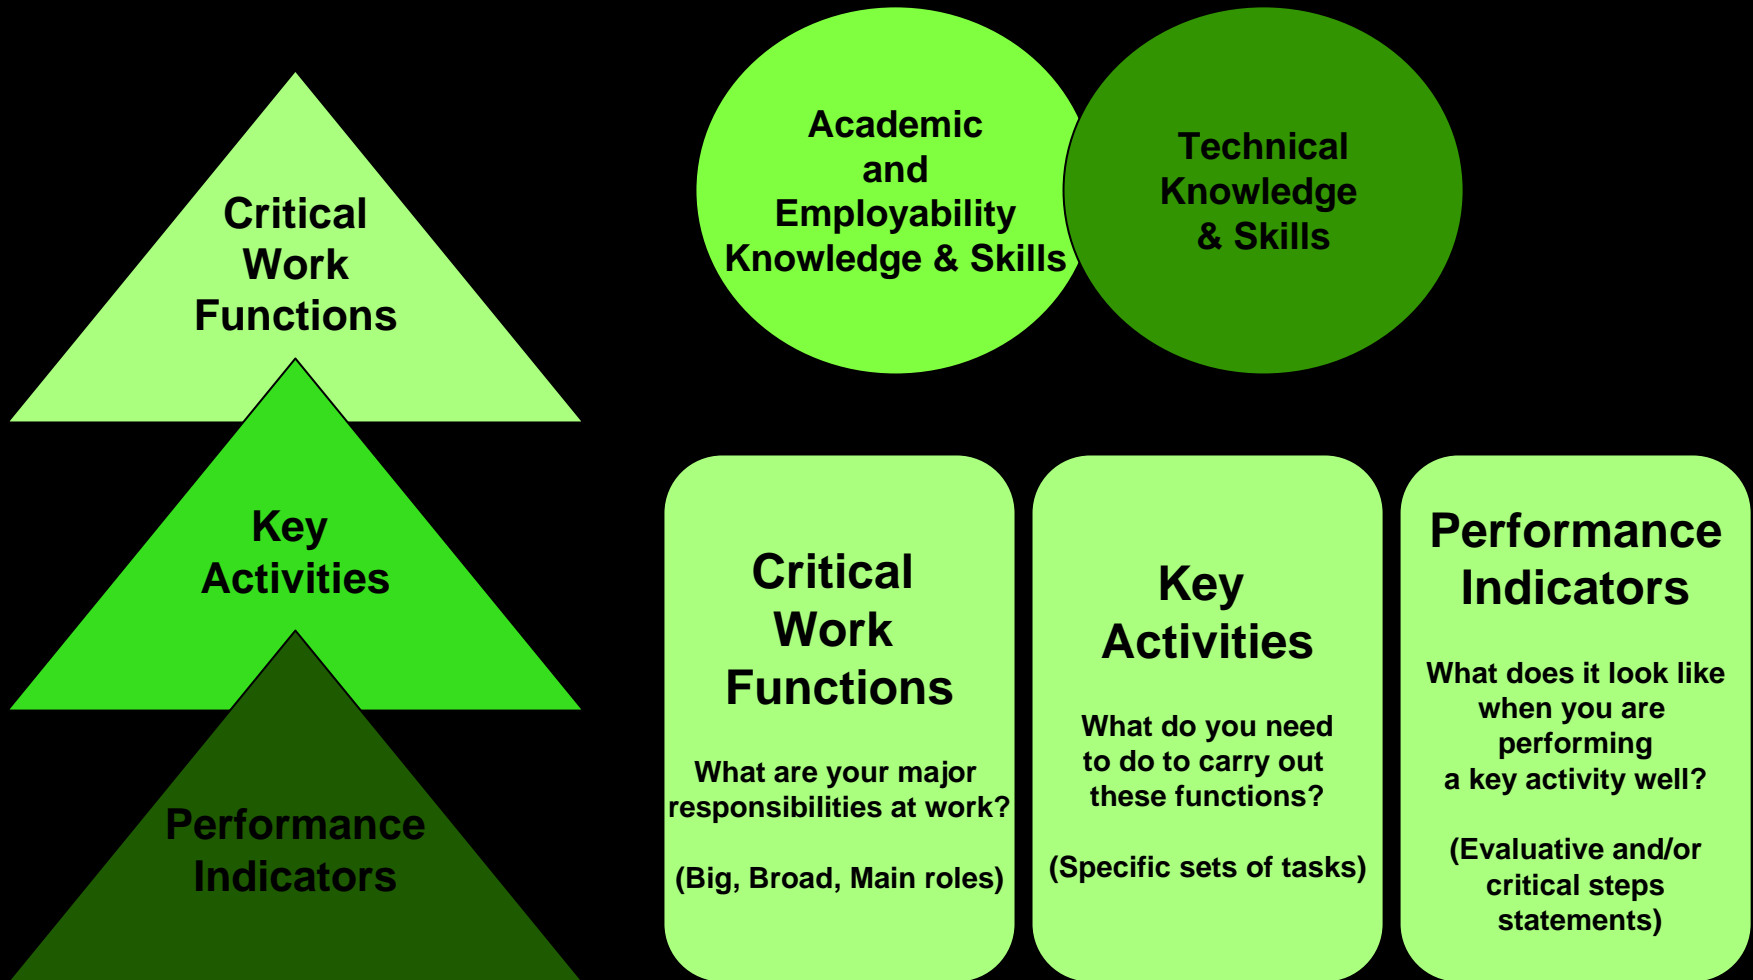 Critical
Work
Functions
Key
Activities
Performance
Indicators
Academic
and
Employability
Knowledge & Skills
Technical
Knowledge
& Skills
Critical
Work
Functions
What are your major
responsibilities at work?
(Big, Broad, Main roles)
Key
Activities
What do you need
to do to carry out
these functions?
(Specific sets of tasks)
Performance
Indicators
What does it look like
when you are
performing
a key activity well?
(Evaluative and/or
critical steps
statements)